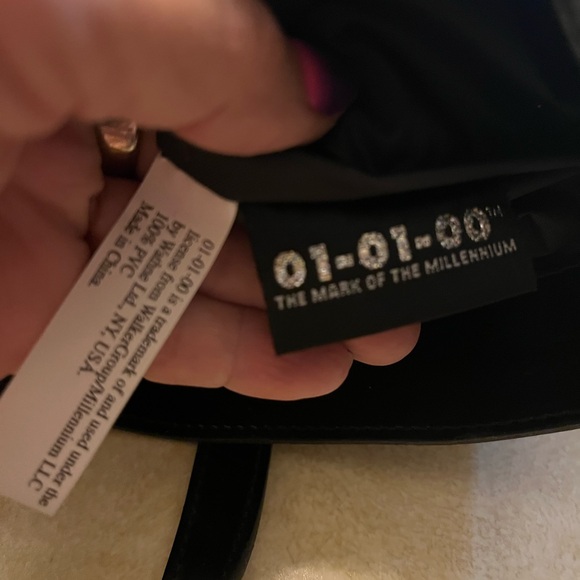 01-01-00 is a trademark of and used under the
license from WalkerGroup/Millennium LLC
by Wathne Ltd., NY, USA.
100% PVC
Made in China
01-01-00™
THE MARK OF THE MILLENNIUM